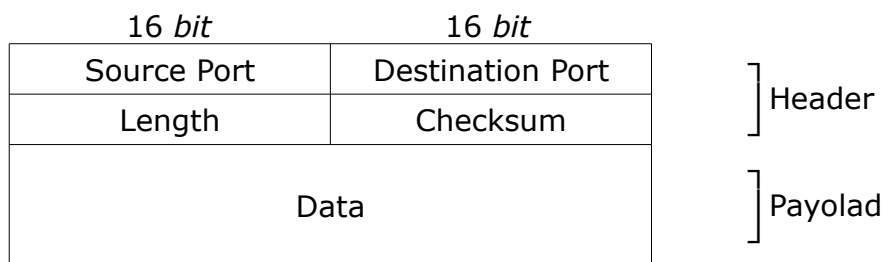 16 bit 16 bit
Source Port Destination Port
Header
Length Checksum
Data
Payolad